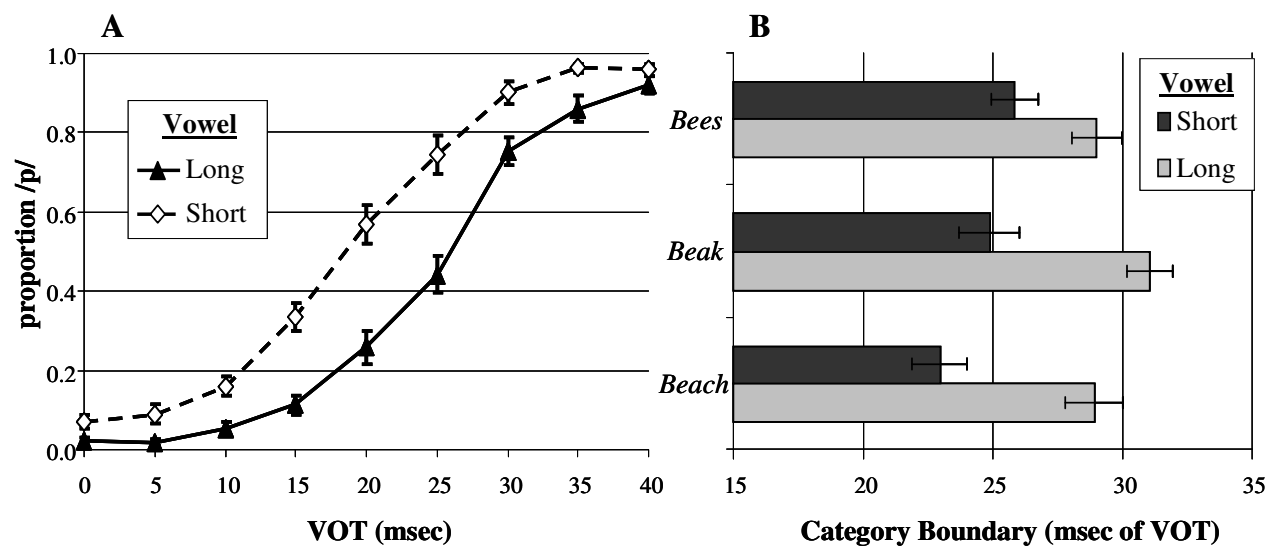 A
1.0
0.8
0.6
0.4
0.2
0.0
proportion /p/
Vowel
Long
Short
0 5 10 15 20 25 30 35 40
VOT (msec)
B
Bees
Beak
Beach
Vowel
Short
Long
15 20 25 30 35
Category Boundary (msec of VOT)